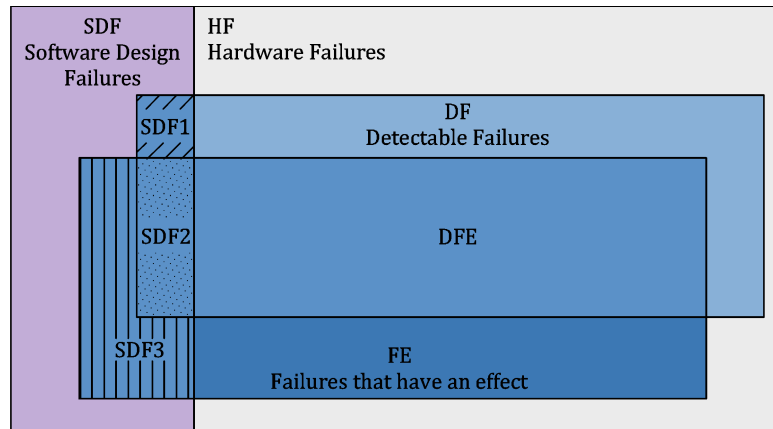 SDF
Software Design
Failures
HF
Hardware Failures
SDF1
DF
Detectable Failures
SDF2
DFE
SDF3
FE
Failures that have an effect